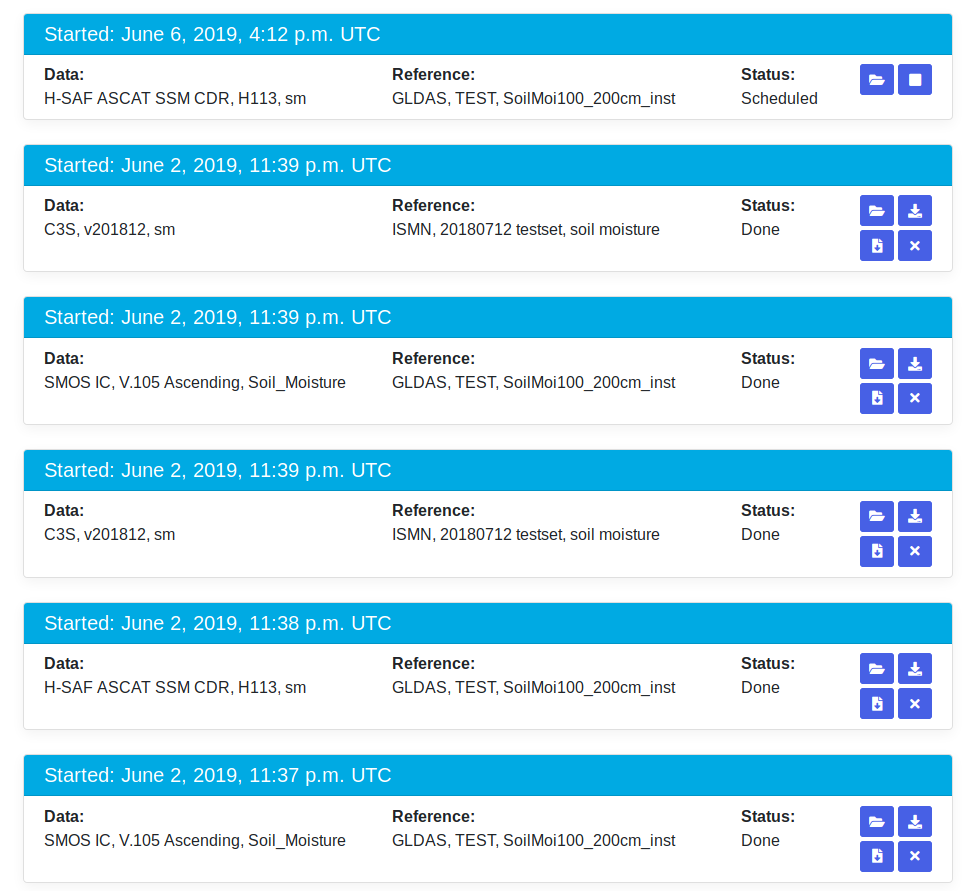 Started: June 6, 2019, 4:12 p.m. UTC
Data: Reference: Status:
H-SAF ASCAT SSM CDR, H113, sm GLDAS, TEST, SoilMoi100_200cm_inst Scheduled
Started: June 2, 2019, 11:39 p.m. UTC
Data: Reference: Status:
C3S, v201812, sm ISMN, 20180712 testset, soil moisture Done
Started: June 2, 2019, 11:39 p.m. UTC
Data: Reference: Status:
SMOS IC, V.105 Ascending, Soil_Moisture GLDAS, TEST, SoilMoi100_200cm_inst Done
Started: June 2, 2019, 11:39 p.m. UTC
Data: Reference: Status:
C3S, v201812, sm ISMN, 20180712 testset, soil moisture Done
Started: June 2, 2019, 11:38 p.m. UTC
Data: Reference: Status:
H-SAF ASCAT SSM CDR, H113, sm GLDAS, TEST, SoilMoi100_200cm_inst Done
Started: June 2, 2019, 11:37 p.m. UTC
Data: Reference: Status:
SMOS IC, V.105 Ascending, Soil_Moisture GLDAS, TEST, SoilMoi100_200cm_inst Done